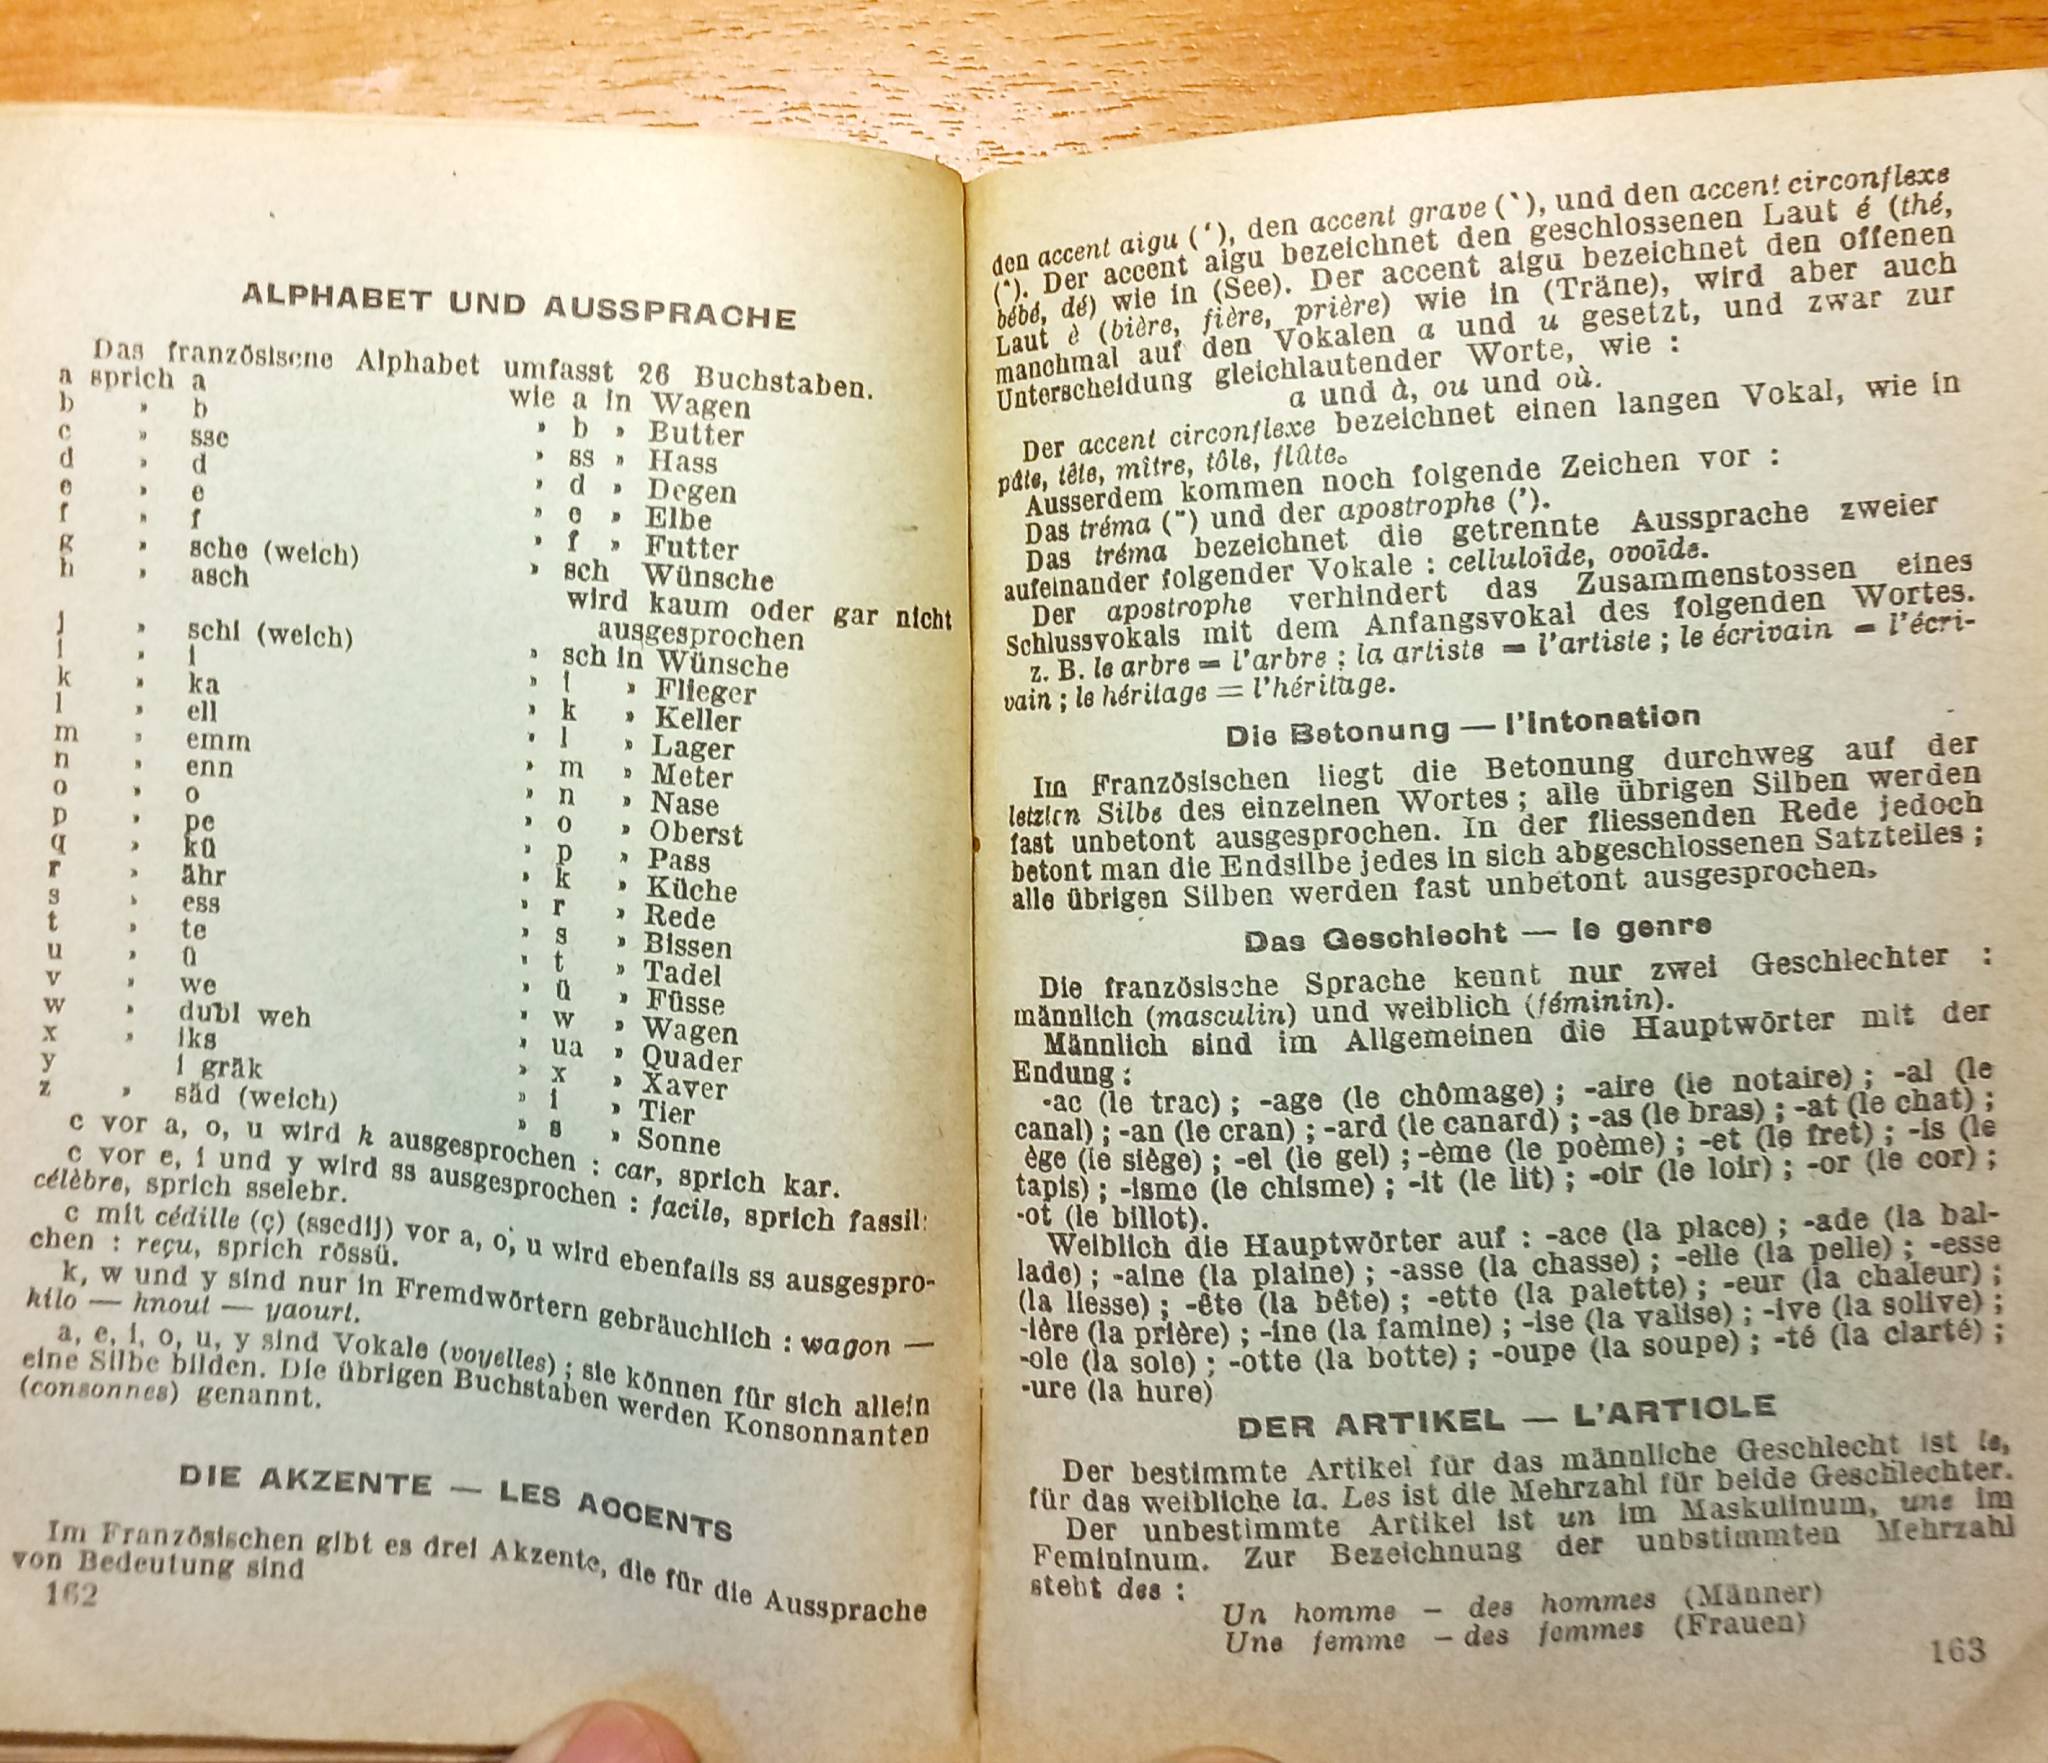 ALPHABET UND AUSSPRACHE
Das französische Alphabet umfasst 26 Buchstaben.
a sprich a wie a in Wagen
b » b » b » Butter
c » sse » ss » Hass
d » d » d » Degen
e » e » e » Elbe
f » f » f » Futter
g » sche (weich) » sch Wünsche
h » asch wird kaum oder gar nicht
ausgesprochen
j » schi (weich) » sch in Wünsche
i » i » i » Flieger
k » ka » k » Keller
l » ell » l » Lager
m » emm » m » Meter
n » enn » n » Nase
o » o » o » Oberst
p » pe » p » Pass
q » kü » k » Küche
r » ähr » r » Rede
s » ess » s » Bissen
t » te » t » Tadel
u » ü » ü » Füsse
v » we » w » Wagen
w » dubl weh » ua » Quader
x » iks » x » Xaver
y i gräk » i » Tier
z » säd (weich) » s » Sonne
c vor a, o, u wird k ausgesprochen : car, sprich kar.
c vor e, i und y wird ss ausgesprochen : facile, sprich fassil:
célèbre, sprich sselebr.
c mit cédille (ç) (ssedij) vor a, o, u wird ebenfalls ss ausgespro-
chen : reçu, sprich rössü.
k, w und y sind nur in Fremdwörtern gebräuchlich : wagon —
kilo — knout — yaourt.
a, e, i, o, u, y sind Vokale (voyelles) ; sie können für sich allein
eine Silbe bilden. Die übrigen Buchstaben werden Konsonnanten
(consonnes) genannt.
DIE AKZENTE — LES ACCENTS
Im Französischen gibt es drei Akzente, die für die Aussprache
von Bedeutung sind
162
den accent aigu (‘), den accent grave (`), und den accent circonflexe
(ˆ). Der accent aigu bezeichnet den geschlossenen Laut é (thé,
bébé, dé) wie in (See). Der accent aigu bezeichnet den offenen
Laut è (bière, fière, prière) wie in (Träne), wird aber auch
manchmal auf den Vokalen a und u gesetzt, und zwar zur
Unterscheidung gleichlautender Worte, wie :
a und à, ou und où.
Der accent circonflexe bezeichnet einen langen Vokal, wie in
pâte, tête, mître, tôle, flûte.
Ausserdem kommen noch folgende Zeichen vor :
Das tréma (¨) und der apostrophe (’).
Das tréma bezeichnet die getrennte Aussprache zweier
aufeinander folgender Vokale : celluloïde, ovoïde.
Der apostrophe verhindert das Zusammenstossen eines
Schlussvokals mit dem Anfangsvokal des folgenden Wortes.
z. B. le arbre = l'arbre ; la artiste = l'artiste ; le écrivain = l'écri-
vain ; le héritage = l'héritage.
Die Betonung — l'Intonation
Im Französischen liegt die Betonung durchweg auf der
letzten Silbe des einzelnen Wortes ; alle übrigen Silben werden
fast unbetont ausgesprochen. In der fliessenden Rede jedoch
betont man die Endsilbe jedes in sich abgeschlossenen Satzteiles ;
alle übrigen Silben werden fast unbetont ausgesprochen.
Das Geschlecht — le genre
Die französische Sprache kennt nur zwei Geschlechter :
männlich (masculin) und weiblich (féminin).
Männlich sind im Allgemeinen die Hauptwörter mit der
Endung :
-ac (le trac) ; -age (le chômage) ; -aire (le notaire) ; -al (le
canal) ; -an (le cran) ; -ard (le canard) ; -as (le bras) ; -at (le chat) ;
ège (le siège) ; -el (le gel) ; -ème (le poème) ; -et (le fret) ; -is (le
tapis) ; -isme (le chisme) ; -it (le lit) ; -oir (le loir) ; -or (le cor) ;
-ot (le billot).
Weiblich die Hauptwörter auf : -ace (la place) ; -ade (la bal-
lade) ; -aine (la plaine) ; -asse (la chasse) ; -elle (la pelle) ; -esse
(la liesse) ; -ête (la bête) ; -ette (la palette) ; -eur (la chaleur) ;
-ière (la prière) ; -ine (la famine) ; -ise (la valise) ; -ive (la solive) ;
-ole (la sole) ; -otte (la botte) ; -oupe (la soupe) ; -té (la clarté) ;
-ure (la hure)
DER ARTIKEL — L'ARTICLE
Der bestimmte Artikel für das männliche Geschlecht ist le,
für das weibliche la. Les ist die Mehrzahl für beide Geschlechter.
Der unbestimmte Artikel ist un im Maskulinum, une im
Femininum. Zur Bezeichnung der unbstimmten Mehrzahl
steht des :
Un homme – des hommes (Männer)
Une femme – des femmes (Frauen)
163